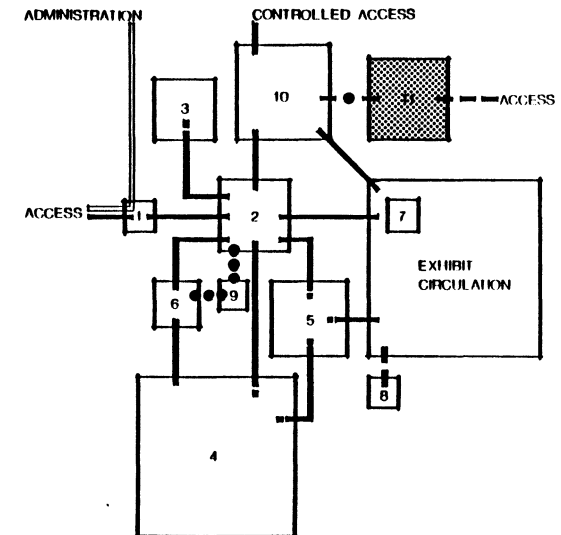 ADMINISTRATION
CONTROLLED ACCESS
3
10
11
ACCESS
ACCESS
1
2
7
EXHIBIT
CIRCULATION
6
9
5
8
4